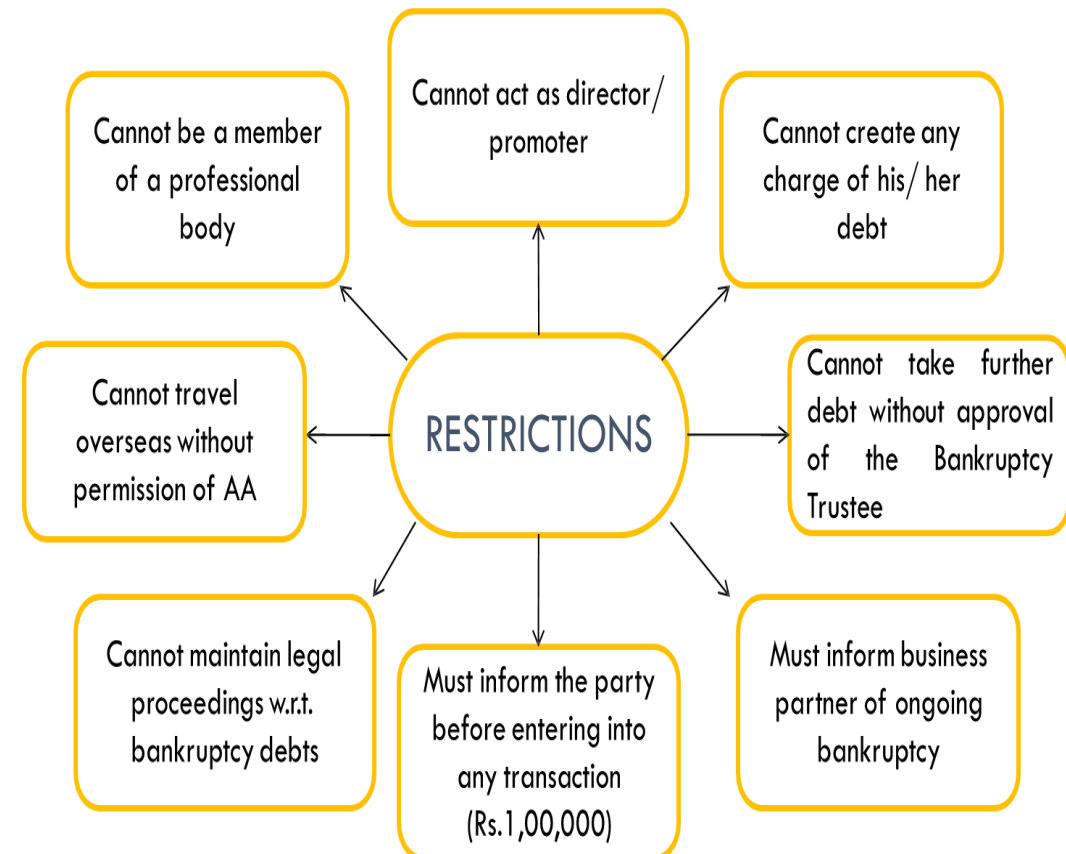 Cannot act as director/
promoter
Cannot be a member
of a professional
body
Cannot create any
charge of his/ her
debt
Cannot travel
overseas without
permission of AA
RESTRICTIONS
Cannot take further
debt without approval
of the Bankruptcy
Trustee
Cannot maintain legal
proceedings w.r.t.
bankruptcy debts
Must inform the party
before entering into
any transaction
(Rs.1,00,000)
Must inform business
partner of ongoing
bankruptcy